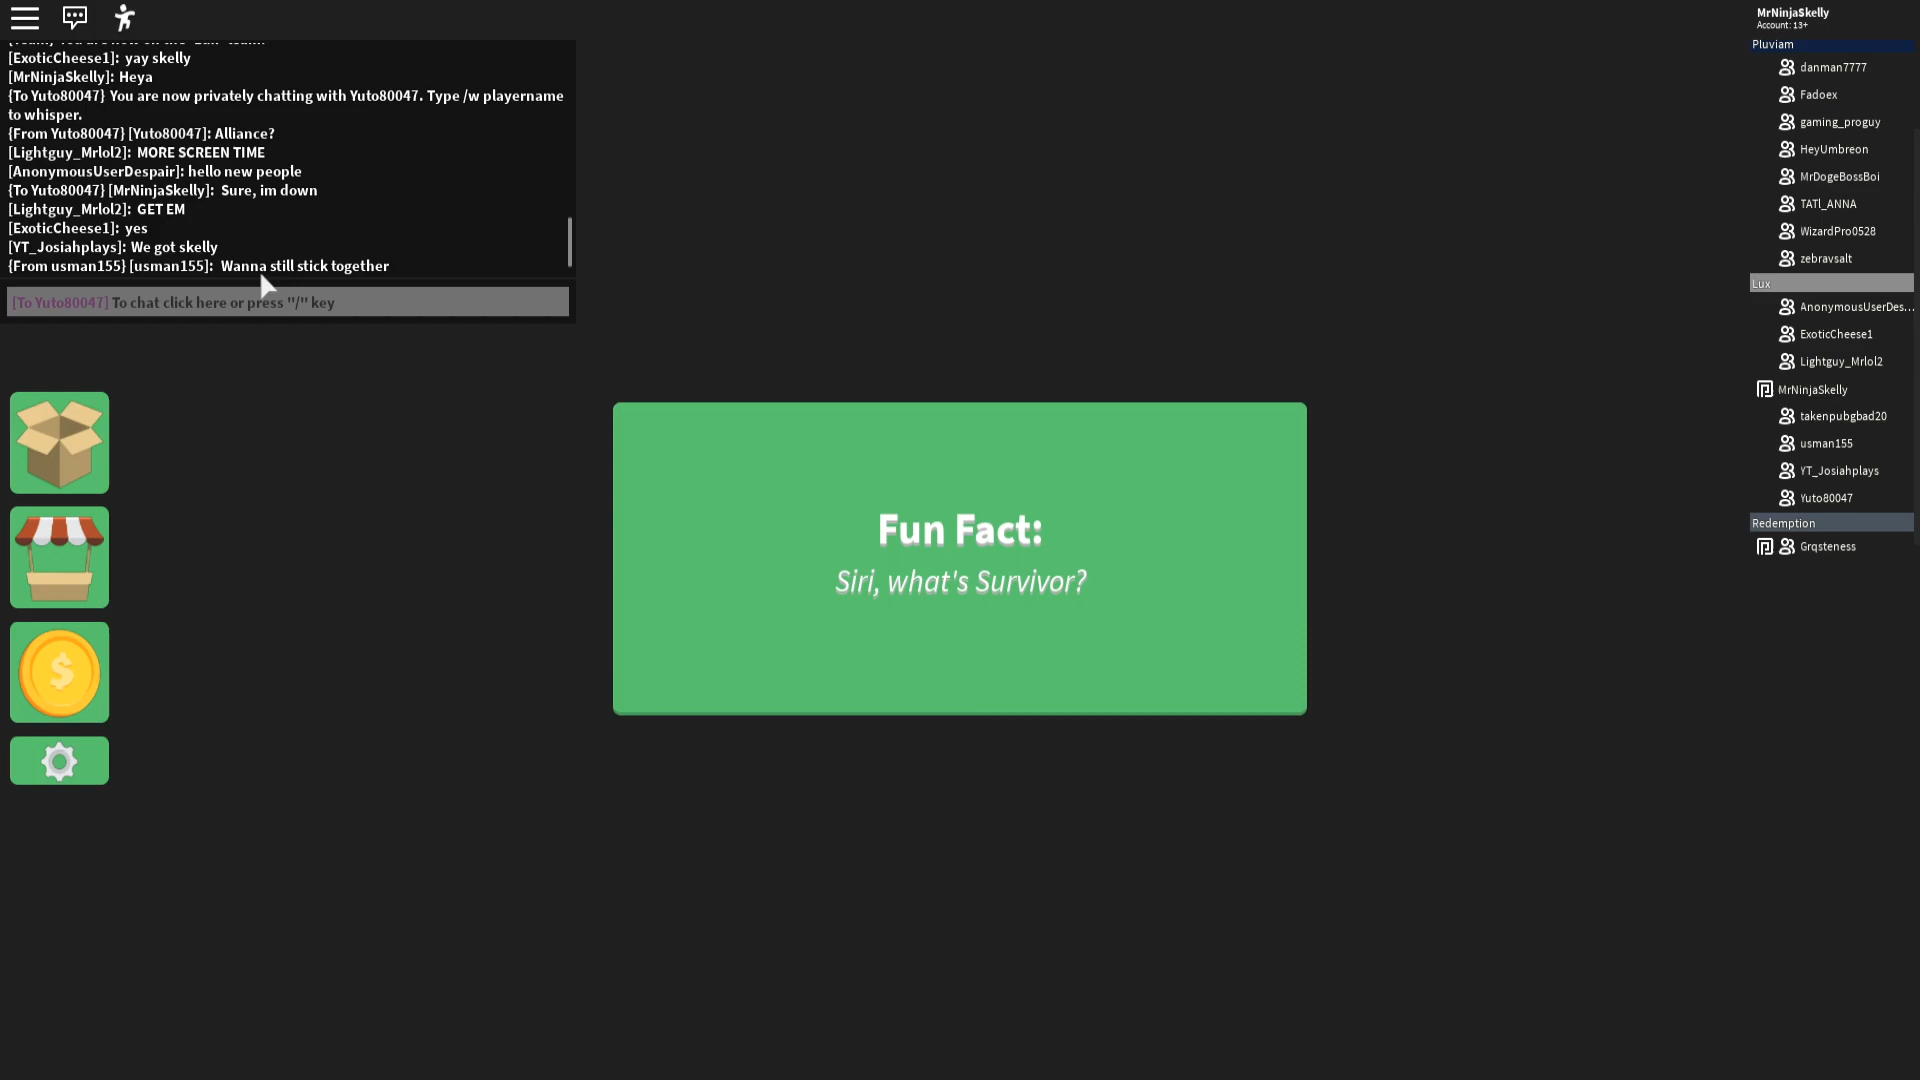 [ExoticCheese1]: yay skelly
[MrNinjaSkelly]: Heya
{To Yuto80047} You are now privately chatting with Yuto80047. Type /w playername
to whisper.
{From Yuto80047} [Yuto80047]: Alliance?
[Lightguy_Mrlol2]: MORE SCREEN TIME
[AnonymousUserDespair]: hello new people
{To Yuto80047} [MrNinjaSkelly]: Sure, im down
[Lightguy_Mrlol2]: GET EM
[ExoticCheese1]: yes
[YT_Josiahplays]: We got skelly
{From usman155} [usman155]: Wanna still stick together
[To Yuto80047] To chat click here or press "/" key
Fun Fact:
Siri, what's Survivor?
MrNinjaSkelly
Account: 13+
Pluviam
danman7777
Fadoex
gaming_proguy
HeyUmbreon
MrDogeBossBoi
TATl_ANNA
WizardPro0528
zebravsalt
Lux
AnonymousUserDes...
ExoticCheese1
Lightguy_Mrlol2
MrNinjaSkelly
takenpubgbad20
usman155
YT_Josiahplays
Yuto80047
Redemption
Grqsteness